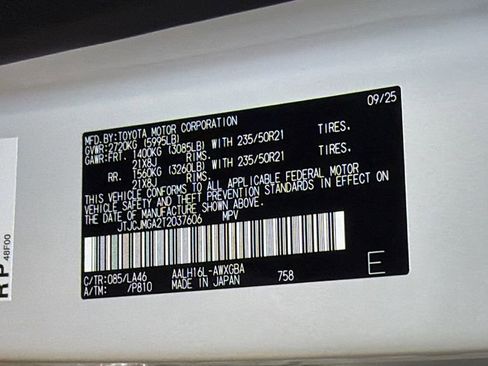 09/25
MFD.BY:TOYOTA MOTOR CORPORATION
GVWR:2720KG (5995LB)
GAWR:FRT. 1400KG (3085LB) WITH 235/50R21 TIRES,
21X8J RIMS.
RR. 1560KG (3260LB) WITH 235/50R21 TIRES,
21X8J RIMS.
THIS VEHICLE CONFORMS TO ALL APPLICABLE FEDERAL MOTOR
VEHICLE SAFETY AND THEFT PREVENTION STANDARDS IN EFFECT ON
THE DATE OF MANUFACTURE SHOWN ABOVE.
JTJCJMGA2T2037606 MPV
C/TR:085/LA46 AALH16L-AWXGBA
A/TM: /P810 MADE IN JAPAN 758
E
48F00